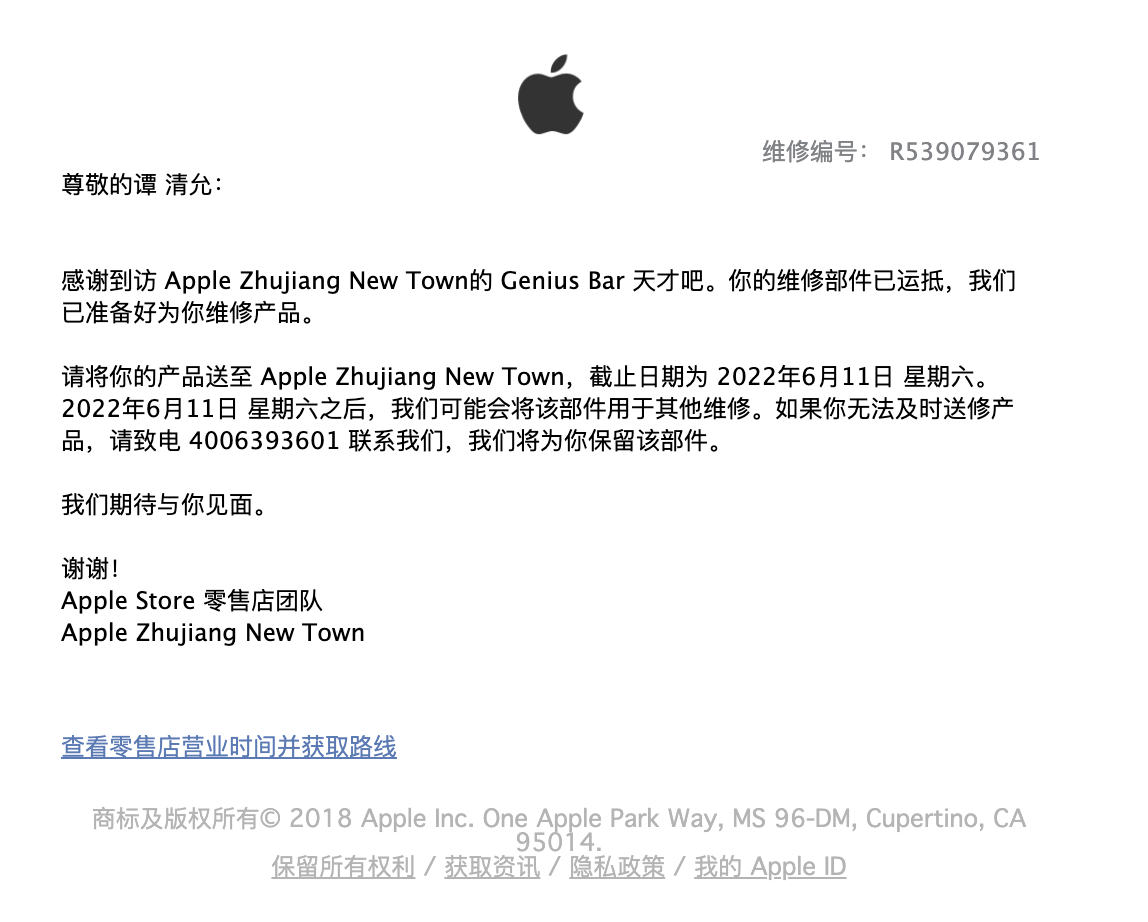 维修编号： R539079361
尊敬的谭 清允：
感谢到访 Apple Zhujiang New Town的 Genius Bar 天才吧。你的维修部件已运抵，我们
已准备好为你维修产品。
请将你的产品送至 Apple Zhujiang New Town，截止日期为 2022年6月11日 星期六。
2022年6月11日 星期六之后，我们可能会将该部件用于其他维修。如果你无法及时送修产
品，请致电 4006393601 联系我们，我们将为你保留该部件。
我们期待与你见面。
谢谢！
Apple Store 零售店团队
Apple Zhujiang New Town
查看零售店营业时间并获取路线
商标及版权所有© 2018 Apple Inc. One Apple Park Way, MS 96-DM, Cupertino, CA
95014.
保留所有权利 / 获取资讯 / 隐私政策 / 我的 Apple ID